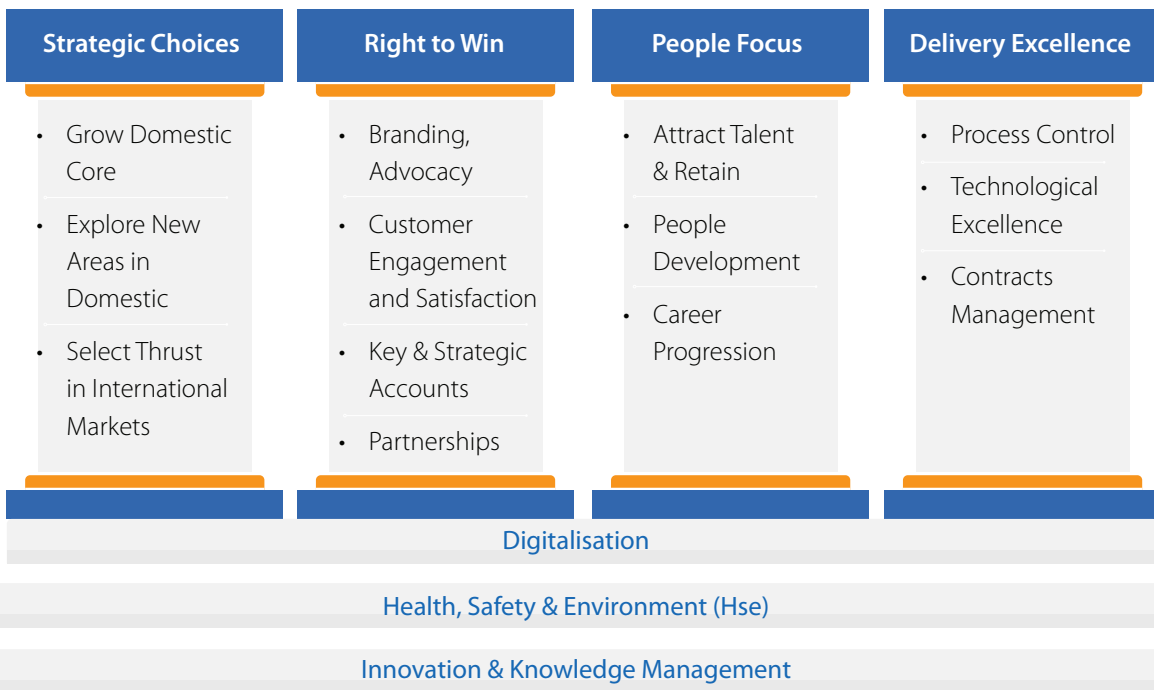 Strategic Choices
• Grow Domestic
Core
• Explore New
Areas in
Domestic
• Select Thrust
in International
Markets
Right to Win
• Branding,
Advocacy
• Customer
Engagement
and Satisfaction
• Key & Strategic
Accounts
• Partnerships
People Focus
• Attract Talent
& Retain
• People
Development
• Career
Progression
Delivery Excellence
• Process Control
• Technological
Excellence
• Contracts
Management
Digitalisation
Health, Safety & Environment (Hse)
Innovation & Knowledge Management